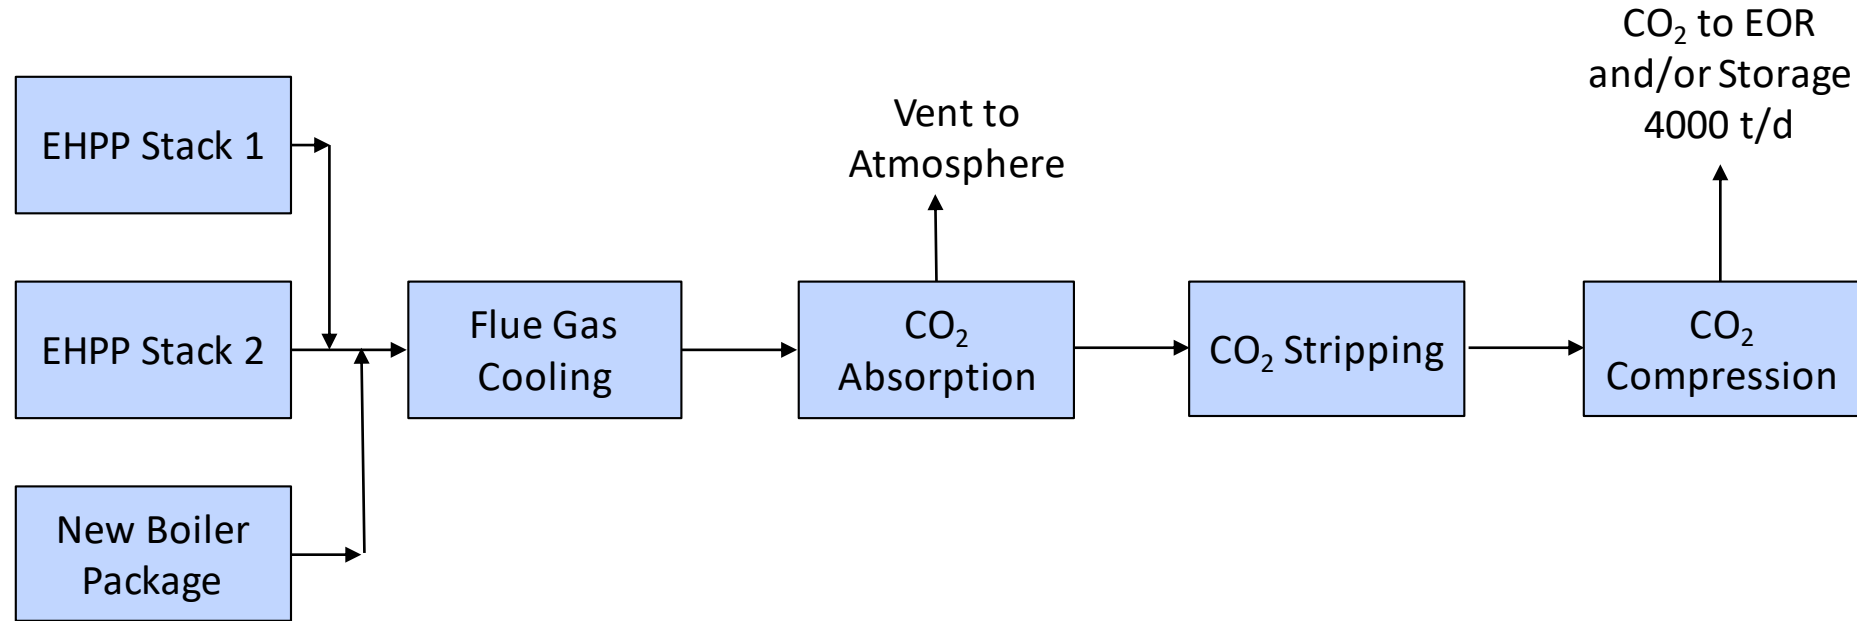 EHPP Stack 1
EHPP Stack 2
New Boiler
Package
Flue Gas
Cooling
Vent to
Atmosphere
CO₂
Absorption
CO₂ Stripping
CO₂ to EOR
and/or Storage
4000 t/d
CO₂
Compression